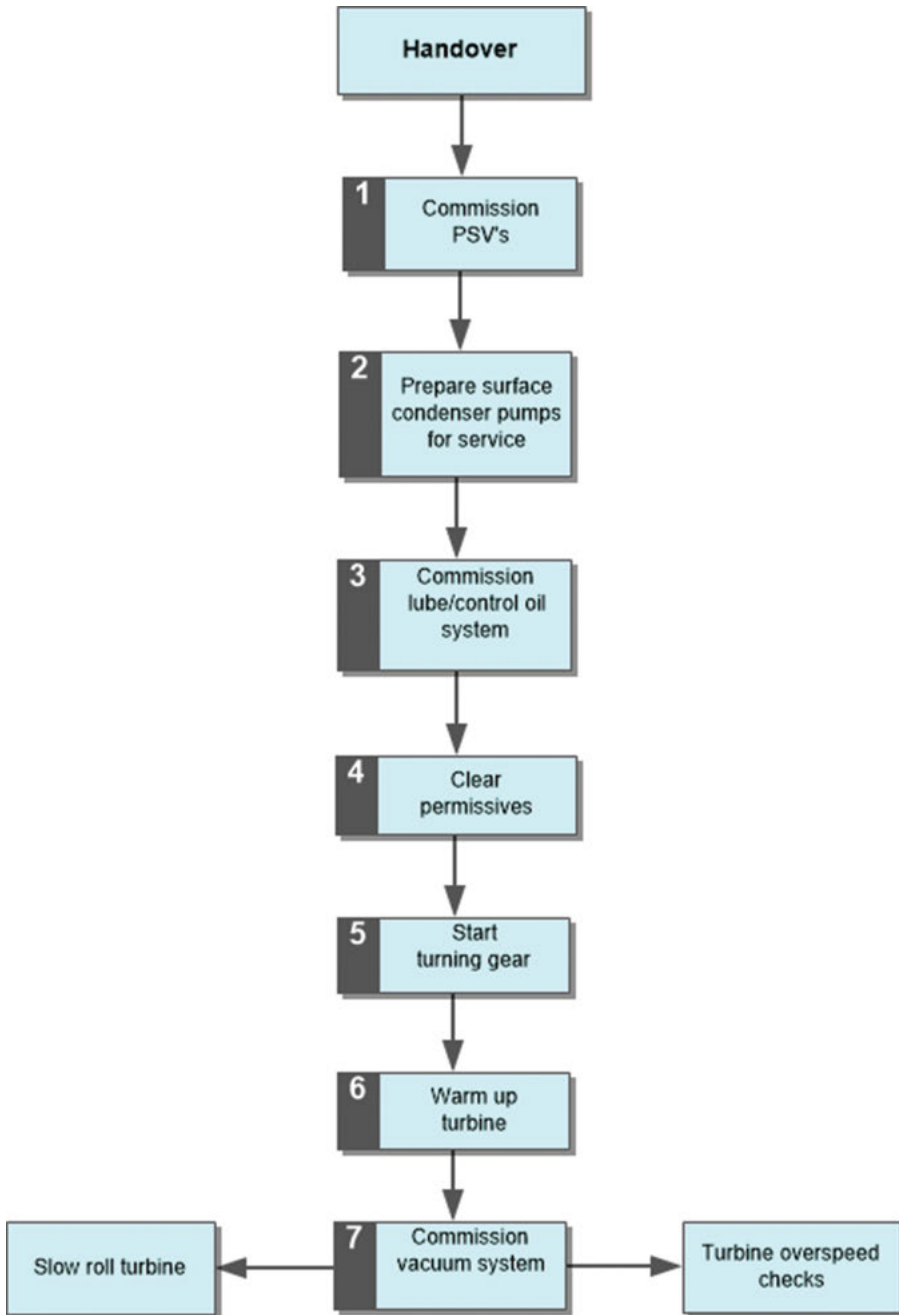 Handover
1
Commission
PSV's
2
Prepare surface
condenser pumps
for service
3
Commission
lube/control oil
system
4
Clear
permissives
5
Start
turning gear
6
Warm up
turbine
7
Commission
vacuum system
Slow roll turbine
Turbine overspeed
checks